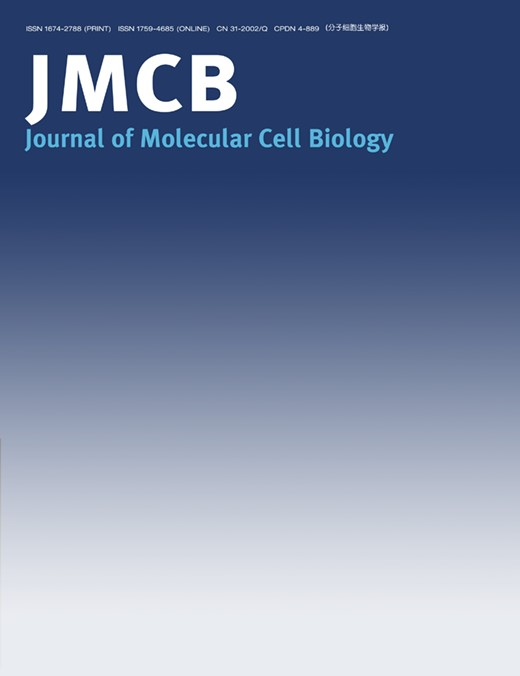 ISSN 1674-2788 (PRINT) ISSN 1759-4685 (ONLINE) CN 31-2002/Q CPDN 4-889 (分子细胞生物学报)
JMCB
Journal of Molecular Cell Biology